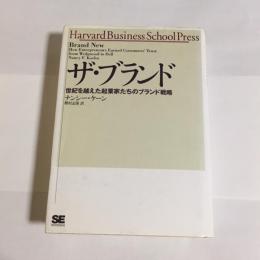 Harvard Business School Press
Brand New
How Entrepreneurs Earned Consumers' Trust
from Wedgwood to Dell
Nancy F. Koehn
ザ・ブランド
世紀を越えた起業家たちのブランド戦略
ナンシー・ケーン
SE